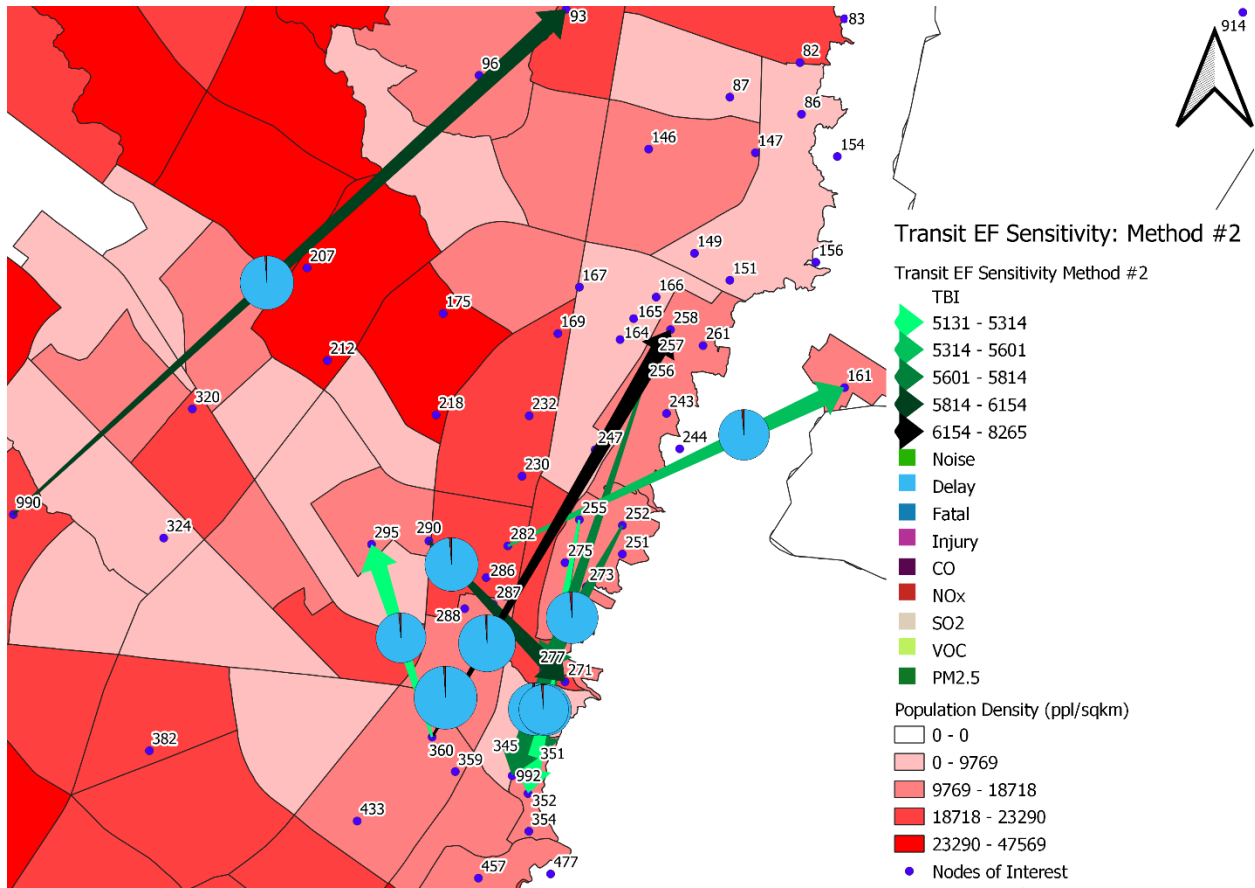 93
83
914
96
82
87
86
146
147
154
149
156
207
167
151
166
175
165
258
169
164
257
261
212
256
161
320
218
232
243
247
244
230
990
255
252
324
295
290
282
275
251
286
273
287
288
277
271
360
345
351
382
359
992
352
433
354
457
477
Transit EF Sensitivity: Method #2
Transit EF Sensitivity Method #2
TBI
5131 - 5314
5314 - 5601
5601 - 5814
5814 - 6154
6154 - 8265
Noise
Delay
Fatal
Injury
CO
NOx
SO2
VOC
PM2.5
Population Density (ppl/sqkm)
0 - 0
0 - 9769
9769 - 18718
18718 - 23290
23290 - 47569
Nodes of Interest